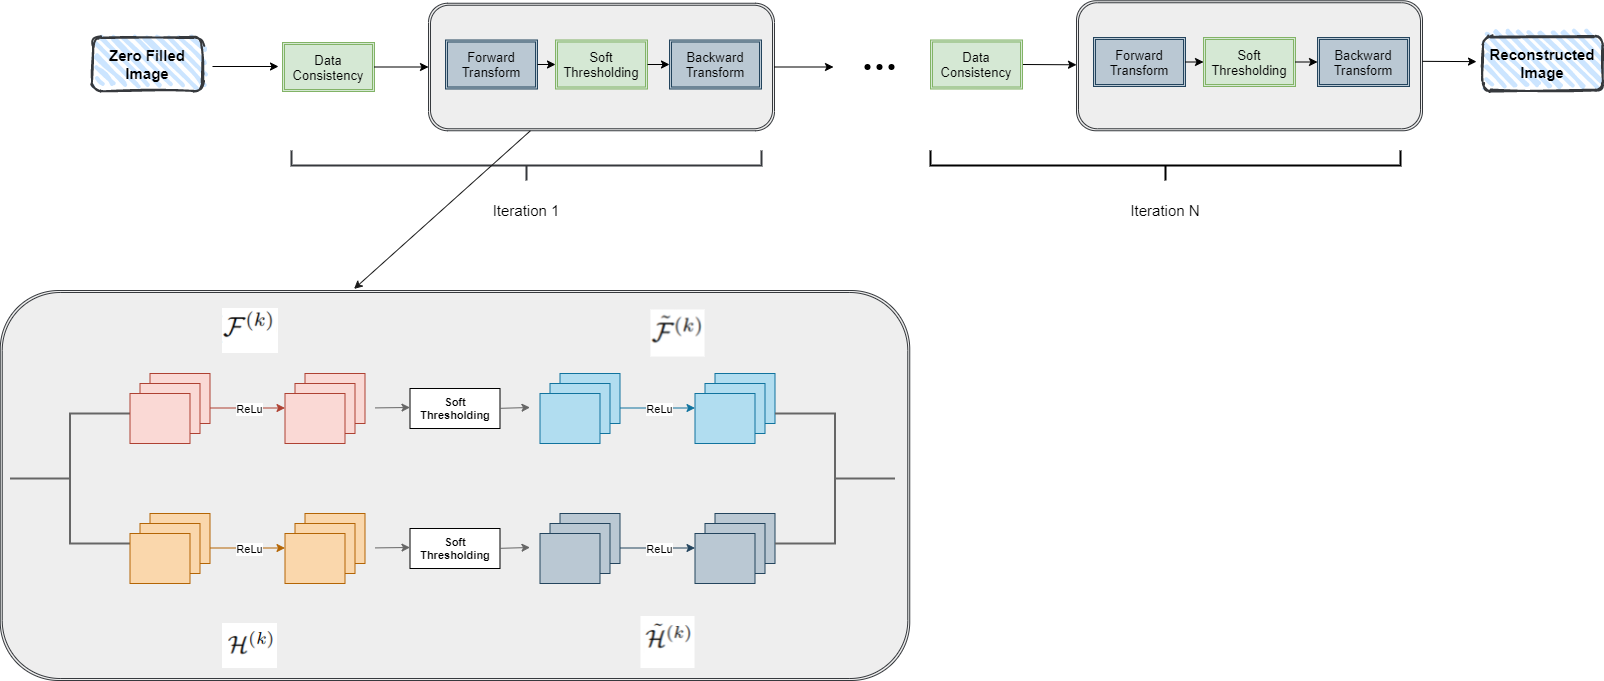 Zero Filled
Image
Data
Consistency
Forward
Transform
Soft
Thresholding
Backward
Transform
Data
Consistency
Forward
Transform
Soft
Thresholding
Backward
Transform
Reconstructed
Image
Iteration 1
Iteration N
𝓕^(k)
𝓕̃^(k)
ReLu
Soft
Thresholding
ReLu
ReLu
Soft
Thresholding
ReLu
𝓗^(k)
𝓗̃^(k)